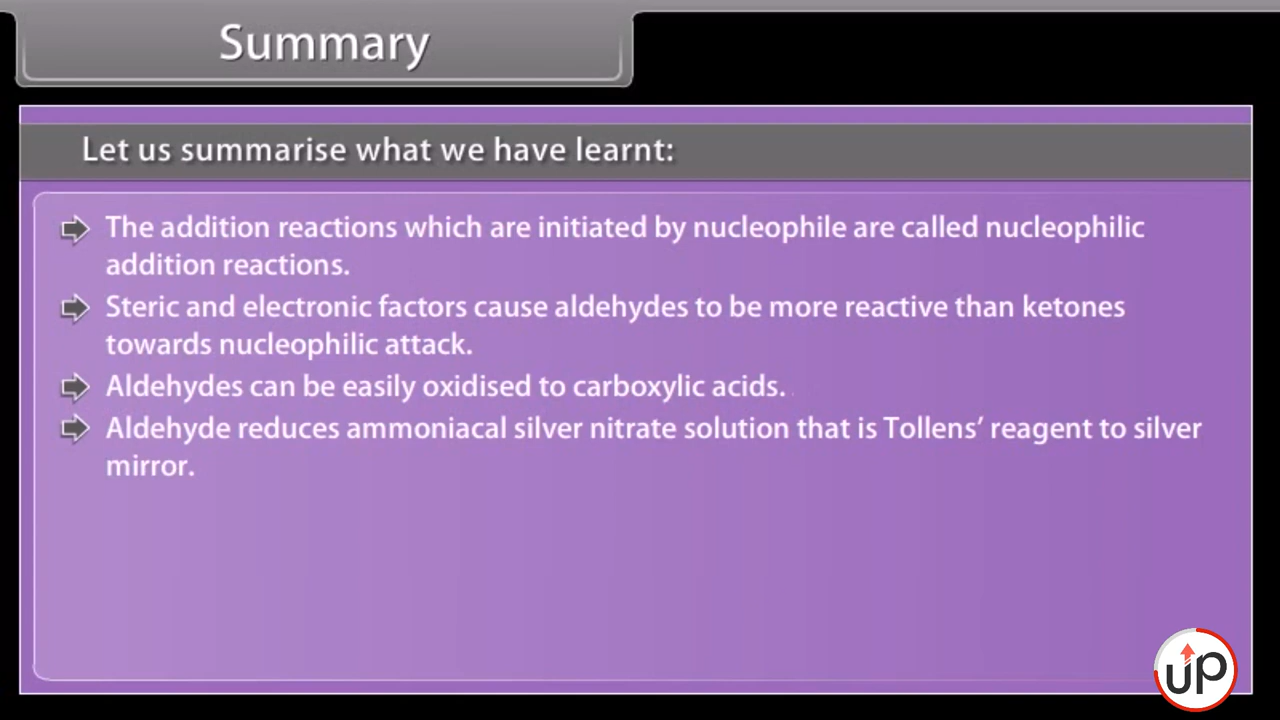 Summary
Let us summarise what we have learnt:
The addition reactions which are initiated by nucleophile are called nucleophilic
addition reactions.
Steric and electronic factors cause aldehydes to be more reactive than ketones
towards nucleophilic attack.
Aldehydes can be easily oxidised to carboxylic acids.
Aldehyde reduces ammoniacal silver nitrate solution that is Tollens’ reagent to silver
mirror.
up